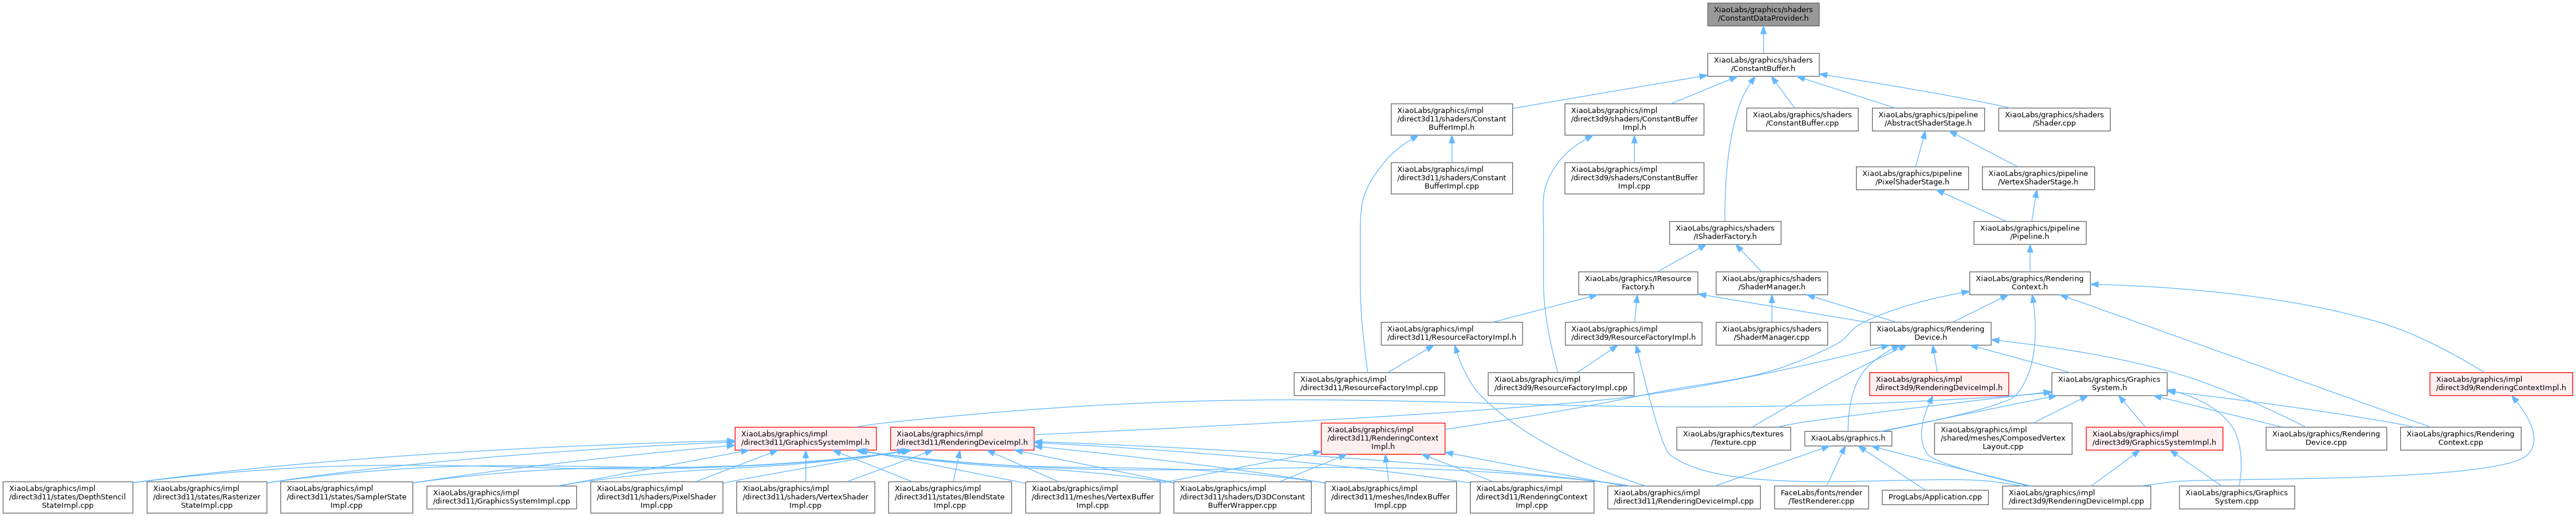 XiaoLabs/graphics/shaders
/ConstantDataProvider.h
XiaoLabs/graphics/shaders
/ConstantBuffer.h
XiaoLabs/graphics/impl
/direct3d11/shaders/Constant
BufferImpl.h
XiaoLabs/graphics/impl
/direct3d9/shaders/ConstantBuffer
Impl.h
XiaoLabs/graphics/shaders
/ConstantBuffer.cpp
XiaoLabs/graphics/pipeline
/AbstractShaderStage.h
XiaoLabs/graphics/shaders
/Shader.cpp
XiaoLabs/graphics/impl
/direct3d11/shaders/Constant
BufferImpl.cpp
XiaoLabs/graphics/impl
/direct3d9/shaders/ConstantBuffer
Impl.cpp
XiaoLabs/graphics/pipeline
/PixelShaderStage.h
XiaoLabs/graphics/pipeline
/VertexShaderStage.h
XiaoLabs/graphics/shaders
/IShaderFactory.h
XiaoLabs/graphics/pipeline
/Pipeline.h
XiaoLabs/graphics/IResource
Factory.h
XiaoLabs/graphics/shaders
/ShaderManager.h
XiaoLabs/graphics/Rendering
Context.h
XiaoLabs/graphics/impl
/direct3d11/ResourceFactoryImpl.h
XiaoLabs/graphics/impl
/direct3d9/ResourceFactoryImpl.h
XiaoLabs/graphics/shaders
/ShaderManager.cpp
XiaoLabs/graphics/Rendering
Device.h
XiaoLabs/graphics/impl
/direct3d11/ResourceFactoryImpl.cpp
XiaoLabs/graphics/impl
/direct3d9/ResourceFactoryImpl.cpp
XiaoLabs/graphics/impl
/direct3d9/RenderingDeviceImpl.h
XiaoLabs/graphics/Graphics
System.h
XiaoLabs/graphics/impl
/direct3d9/RenderingContextImpl.h
XiaoLabs/graphics/impl
/direct3d11/GraphicsSystemImpl.h
XiaoLabs/graphics/impl
/direct3d11/RenderingDeviceImpl.h
XiaoLabs/graphics/impl
/direct3d11/RenderingContext
Impl.h
XiaoLabs/graphics/textures
/Texture.cpp
XiaoLabs/graphics.h
XiaoLabs/graphics/impl
/shared/meshes/ComposedVertex
Layout.cpp
XiaoLabs/graphics/impl
/direct3d9/GraphicsSystemImpl.h
XiaoLabs/graphics/Rendering
Device.cpp
XiaoLabs/graphics/Rendering
Context.cpp
XiaoLabs/graphics/impl
/direct3d11/states/DepthStencil
StateImpl.cpp
XiaoLabs/graphics/impl
/direct3d11/states/Rasterizer
StateImpl.cpp
XiaoLabs/graphics/impl
/direct3d11/states/SamplerState
Impl.cpp
XiaoLabs/graphics/impl
/direct3d11/GraphicsSystemImpl.cpp
XiaoLabs/graphics/impl
/direct3d11/shaders/PixelShader
Impl.cpp
XiaoLabs/graphics/impl
/direct3d11/shaders/VertexShader
Impl.cpp
XiaoLabs/graphics/impl
/direct3d11/states/BlendState
Impl.cpp
XiaoLabs/graphics/impl
/direct3d11/meshes/VertexBuffer
Impl.cpp
XiaoLabs/graphics/impl
/direct3d11/shaders/D3DConstant
BufferWrapper.cpp
XiaoLabs/graphics/impl
/direct3d11/meshes/IndexBuffer
Impl.cpp
XiaoLabs/graphics/impl
/direct3d11/RenderingContext
Impl.cpp
XiaoLabs/graphics/impl
/direct3d11/RenderingDeviceImpl.cpp
FaceLabs/fonts/render
/TestRenderer.cpp
ProgLabs/Application.cpp
XiaoLabs/graphics/impl
/direct3d9/RenderingDeviceImpl.cpp
XiaoLabs/graphics/Graphics
System.cpp